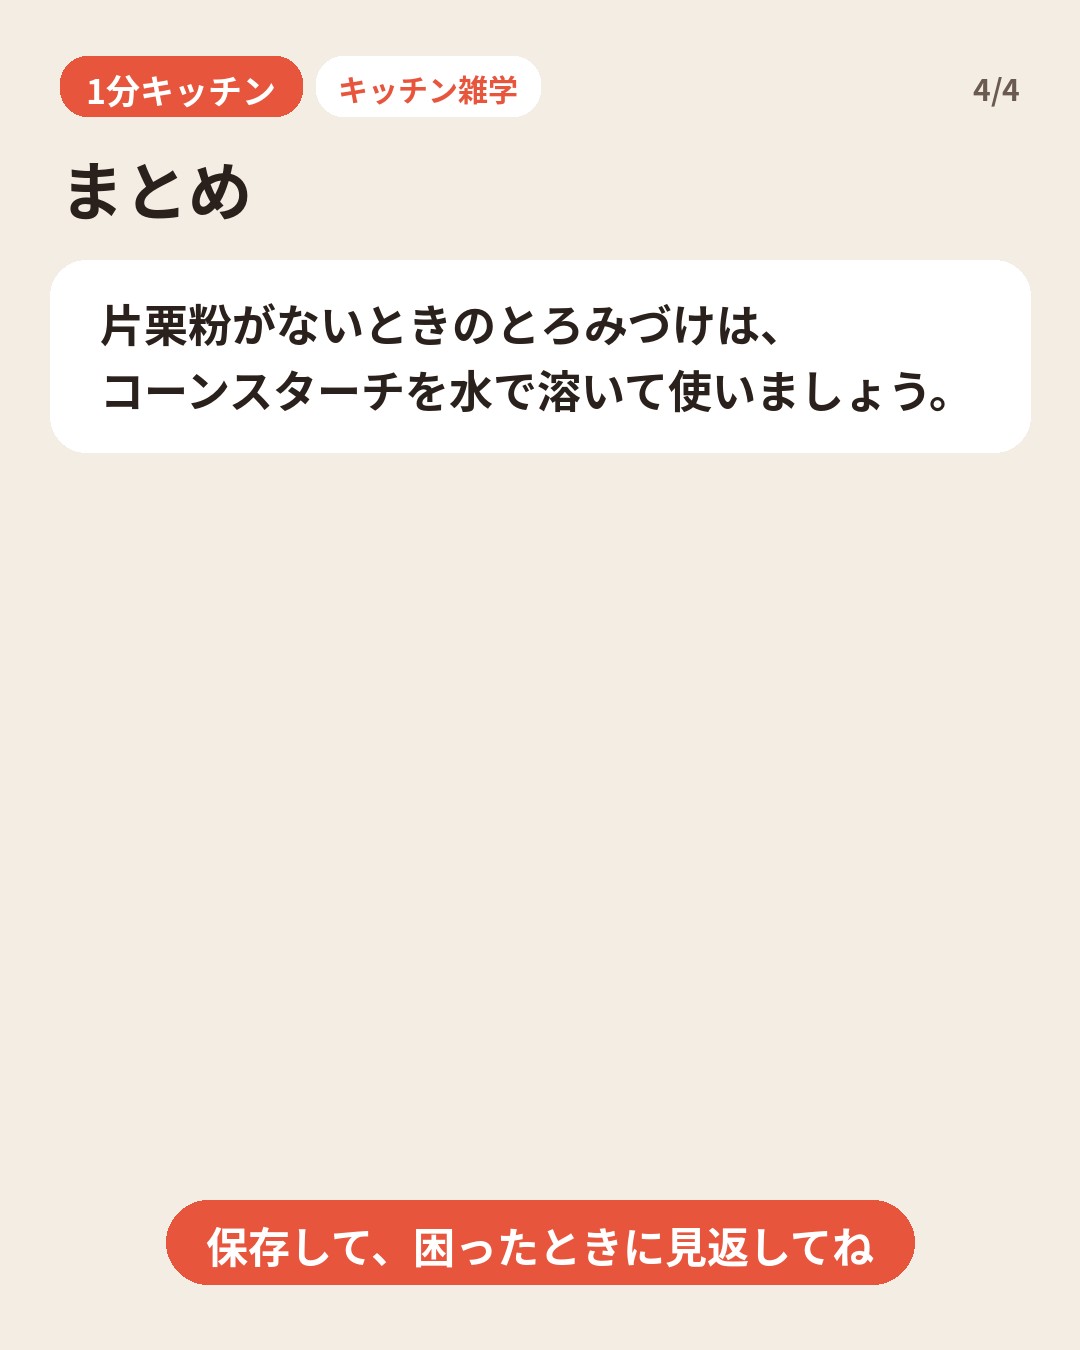 1分キッチン
キッチン雑学
4/4
まとめ
片栗粉がないときのとろみづけは、
コーンスターチを水で溶いて使いましょう。
保存して、困ったときに見返してね